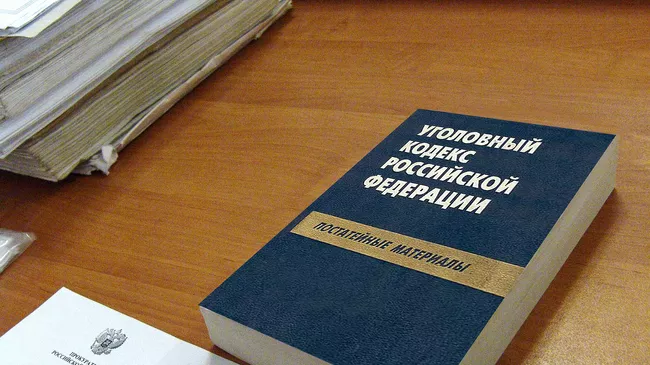 УГОЛОВНЫЙ
КОДЕКС
РОССИЙСКОЙ
ФЕДЕРАЦИИ
ПОСТАТЕЙНЫЕ МАТЕРИАЛЫ